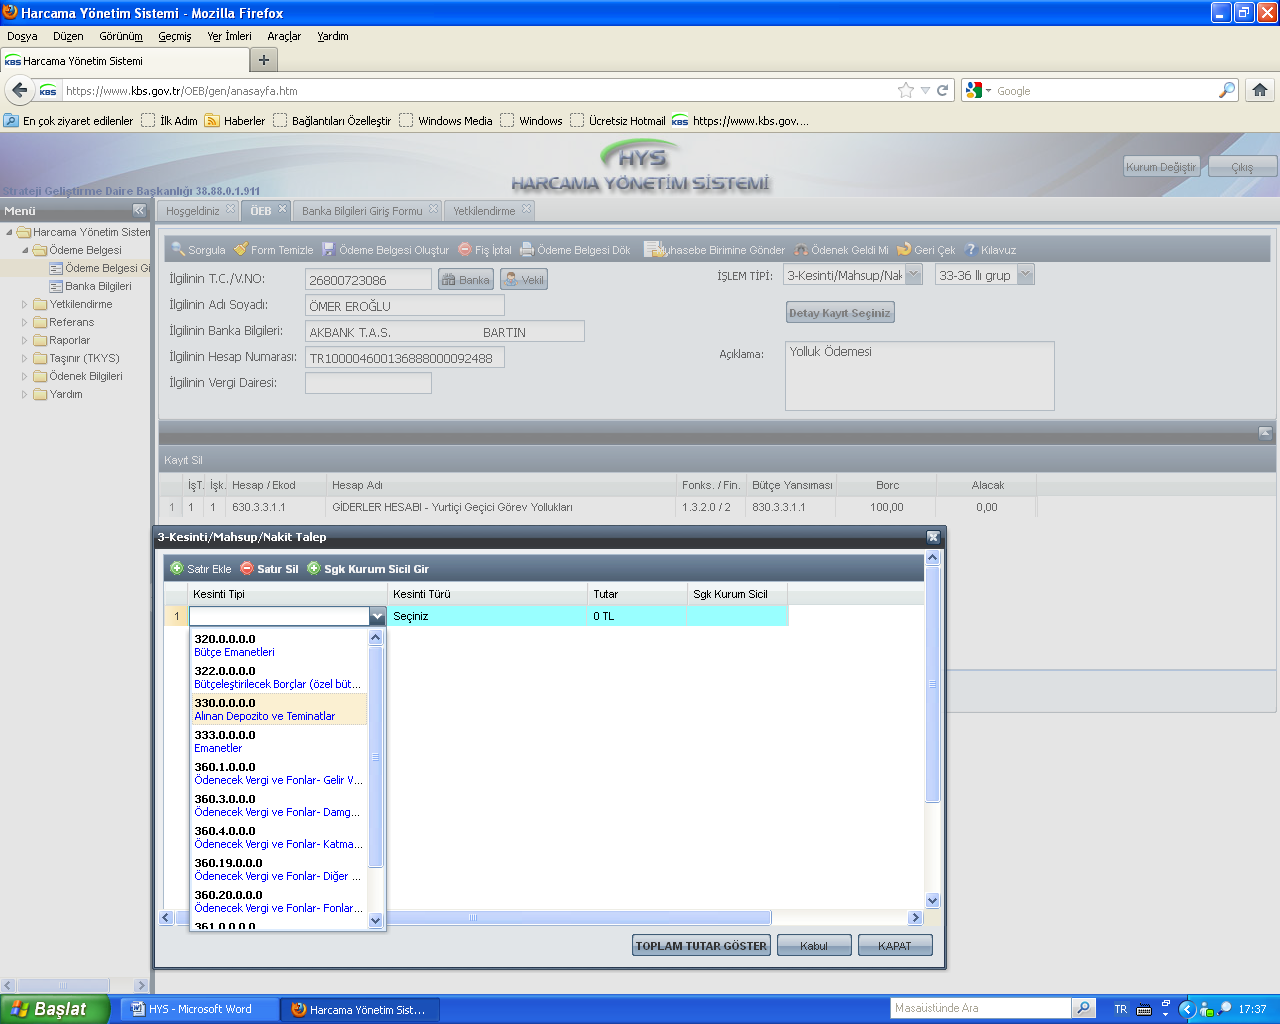 Harcama Yönetim Sistemi - Mozilla Firefox
Dosya Düzen Görünüm Geçmiş Yer İmleri Araçlar Yardım
KBS Harcama Yönetim Sistemi
KBS https://www.kbs.gov.tr/OEB/gen/anasayfa.htm Google
En çok ziyaret edilenler İlk Adım Haberler Bağlantıları Özelleştir Windows Media Windows Ücretsiz Hotmail KBS https://www.kbs.gov....
HYS
HARCAMA YÖNETİM SİSTEMİ
Kurum Değiştir Çıkış
Strateji Geliştirme Daire Başkanlığı 38.88.0.1.911
Menü
Harcama Yönetim Sistem
Ödeme Belgesi
Ödeme Belgesi Gi
Banka Bilgileri
Yetkilendirme
Referans
Raporlar
Taşınır (TKYS)
Ödenek Bilgileri
Yardım
Hoşgeldiniz ÖEB Banka Bilgileri Giriş Formu Yetkilendirme
Sorgula Form Temizle Ödeme Belgesi Oluştur Fiş İptal Ödeme Belgesi Dök Muhasebe Birimine Gönder Ödenek Geldi Mi Geri Çek Kılavuz
İlgilinin T.C./V.NO: 26800723086 Banka Vekil
İlgilinin Adı Soyadı: ÖMER EROĞLU
İlgilinin Banka Bilgileri: AKBANK T.A.S. BARTIN
İlgilinin Hesap Numarası: TR100004600136888000092488
İlgilinin Vergi Dairesi:
İŞLEM TİPİ: 3-Kesinti/Mahsup/Nak 33-36 lı grup
Detay Kayıt Seçiniz
Açıklama: Yolluk Ödemesi
Kayıt Sil
İşT. İşk. Hesap / Ekod Hesap Adı Fonks. / Fin. Bütçe Yansıması Borc Alacak
1 1 1 630.3.3.1.1 GİDERLER HESABI - Yurtiçi Geçici Görev Yollukları 1.3.2.0 / 2 830.3.3.1.1 100,00 0,00
3-Kesinti/Mahsup/Nakit Talep
Satır Ekle Satır Sil Sgk Kurum Sicil Gir
Kesinti Tipi Kesinti Türü Tutar Sgk Kurum Sicil
1 Seçiniz 0 TL
320.0.0.0.0
Bütçe Emanetleri
322.0.0.0.0
Bütçeleştirilecek Borçlar (özel büt...
330.0.0.0.0
Alınan Depozito ve Teminatlar
333.0.0.0.0
Emanetler
360.1.0.0.0
Ödenecek Vergi ve Fonlar- Gelir V...
360.3.0.0.0
Ödenecek Vergi ve Fonlar- Damg...
360.4.0.0.0
Ödenecek Vergi ve Fonlar- Katma...
360.19.0.0.0
Ödenecek Vergi ve Fonlar- Diğer ...
360.20.0.0.0
Ödenecek Vergi ve Fonlar- Fonlar...
361.0.0.0.0
TOPLAM TUTAR GÖSTER Kabul KAPAT
Başlat HYS - Microsoft Word Harcama Yönetim Sist... Masaüstünde Ara TR 17:37